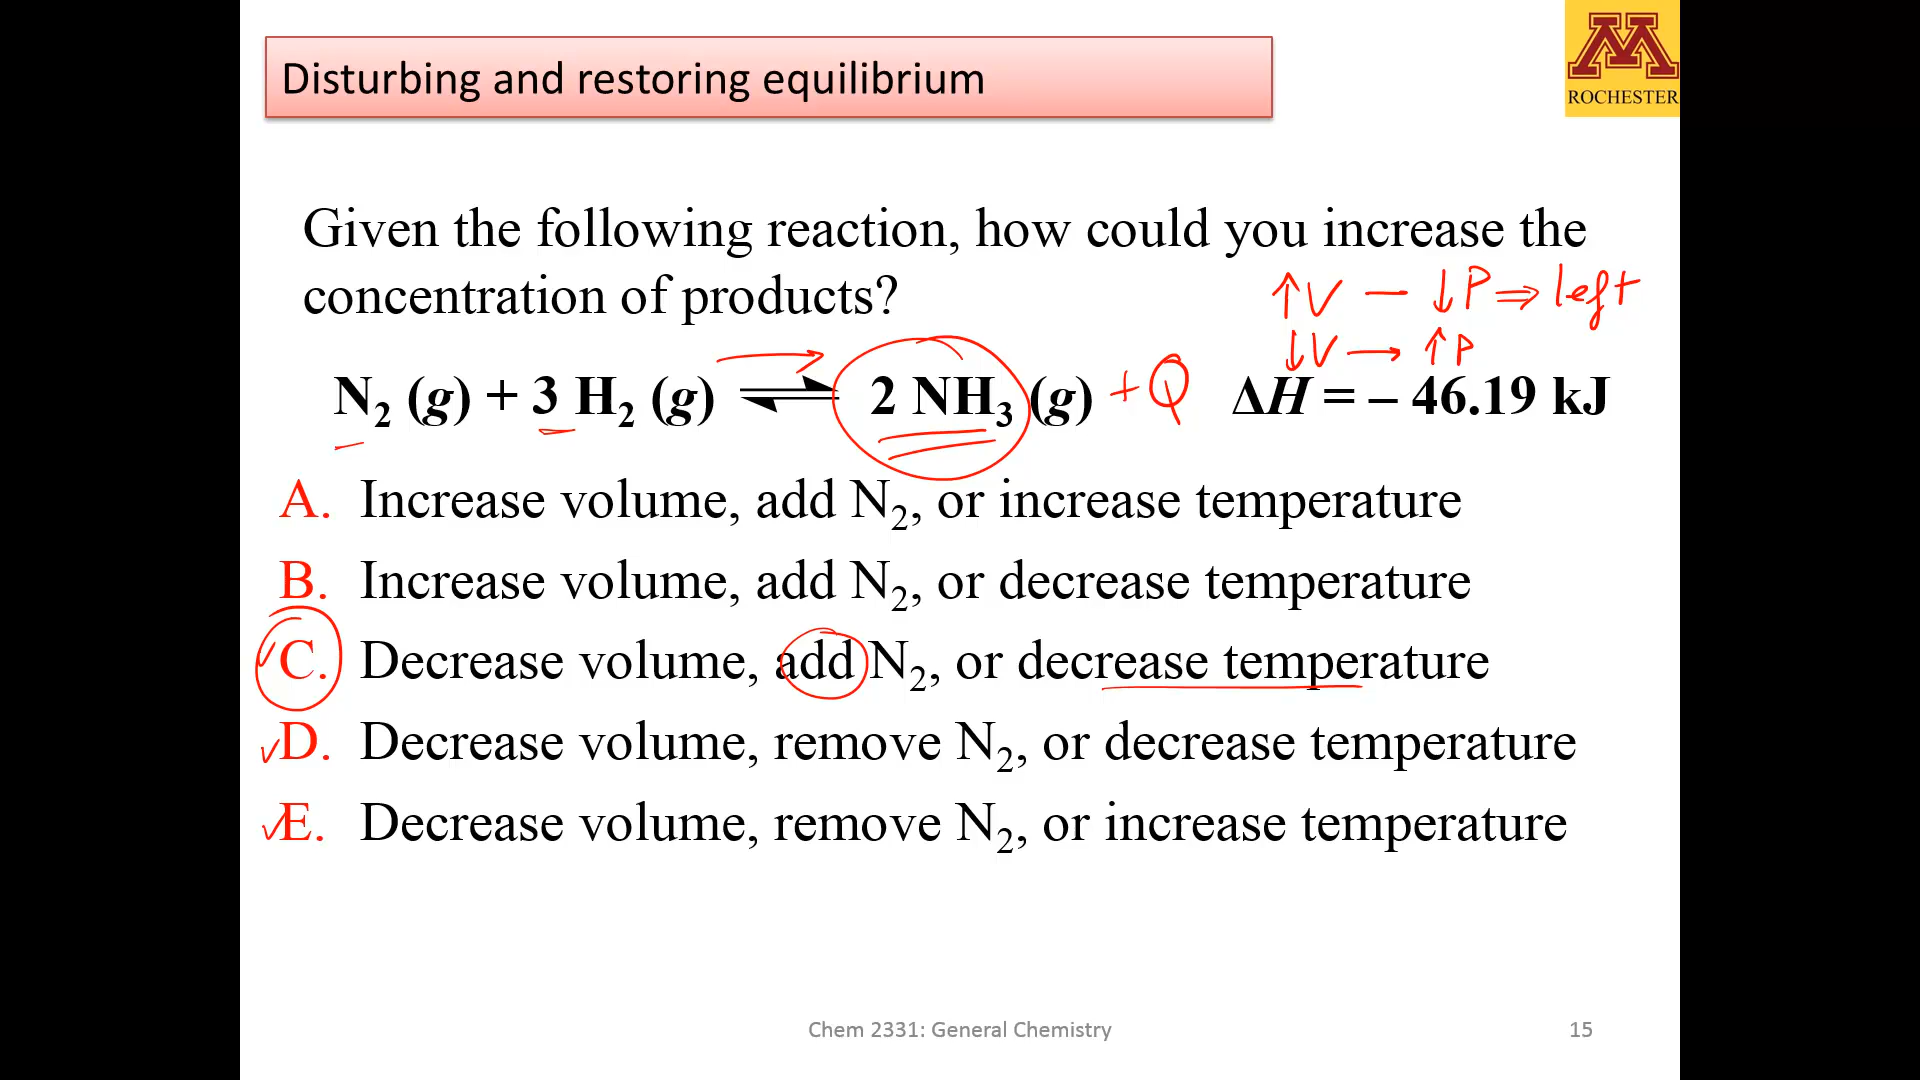 Disturbing and restoring equilibrium
M
ROCHESTER
Given the following reaction, how could you increase the
concentration of products?
↑V — ↓P ⇒ left
↓V → ↑P
N₂ (g) + 3 H₂ (g) ⇌ 2 NH₃ (g) + Q ΔH = – 46.19 kJ
A. Increase volume, add N₂, or increase temperature
B. Increase volume, add N₂, or decrease temperature
✓C. Decrease volume, add N₂, or decrease temperature
✓D. Decrease volume, remove N₂, or decrease temperature
✓E. Decrease volume, remove N₂, or increase temperature
Chem 2331: General Chemistry
15